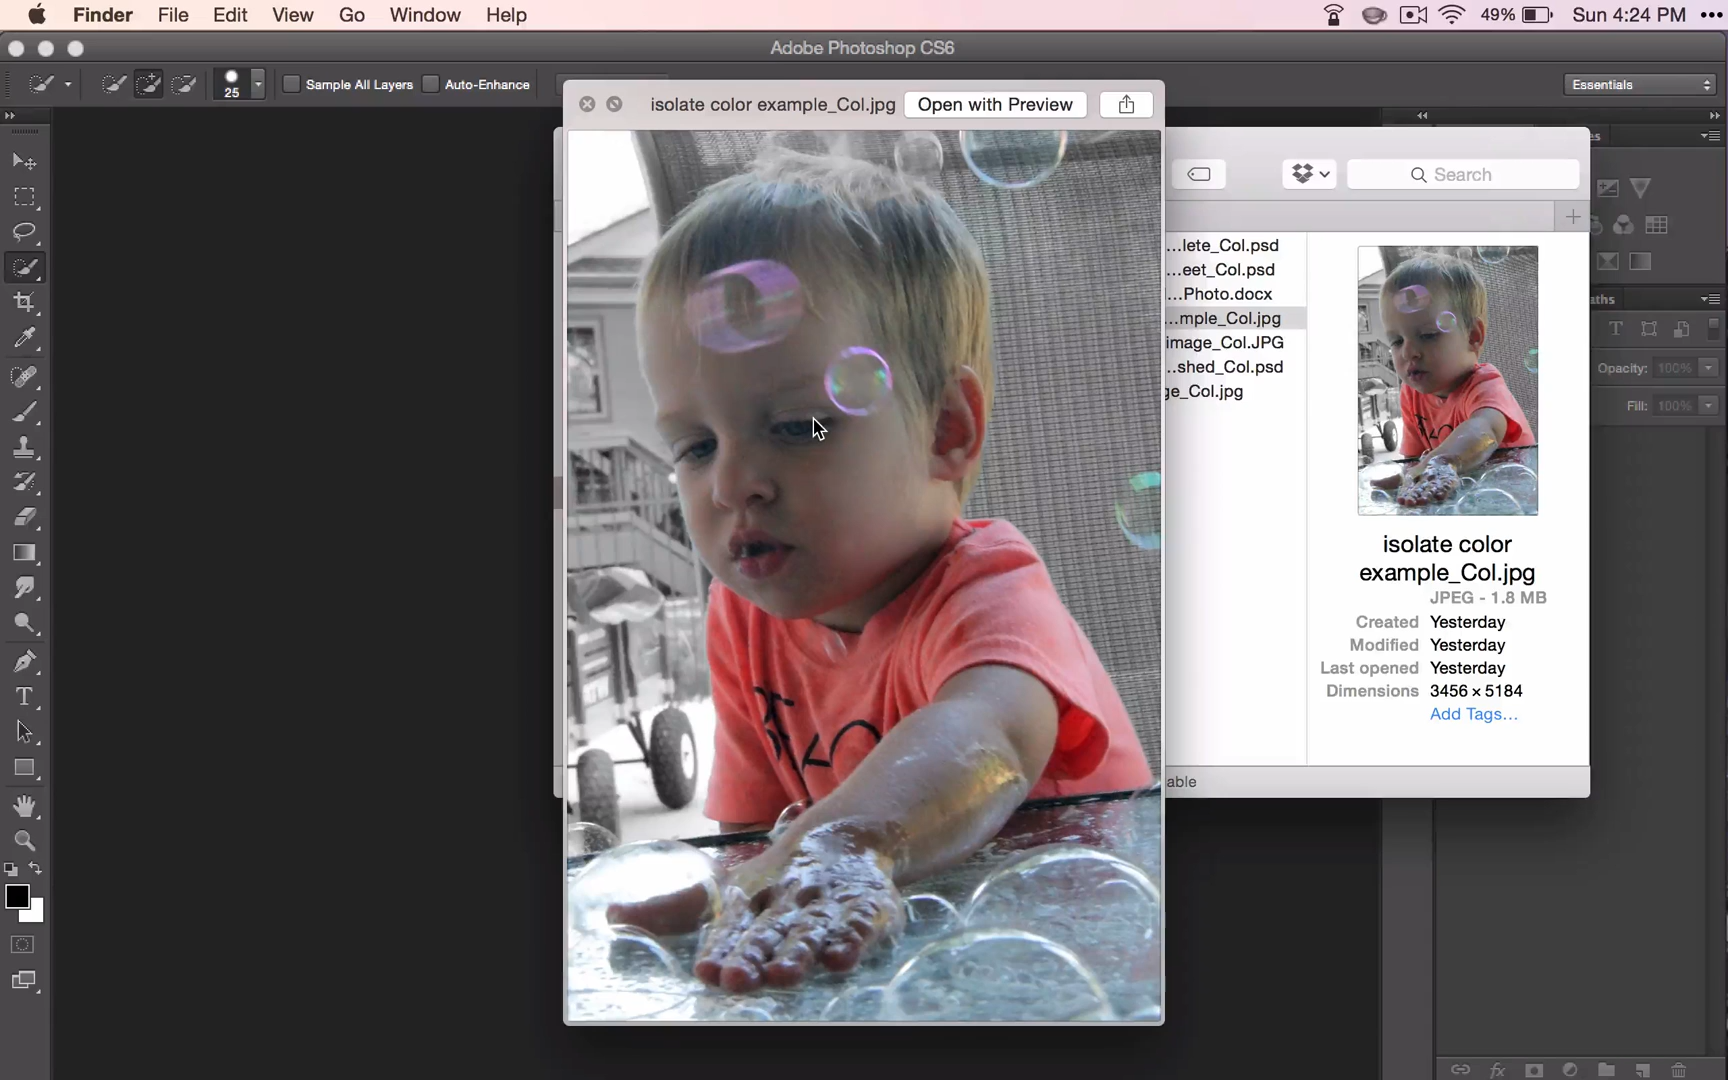 Finder File Edit View Go Window Help 49% Sun 4:24 PM
Adobe Photoshop CS6
25 Sample All Layers Auto-Enhance Essentials
isolate color example_Col.jpg Open with Preview
Search
...lete_Col.psd
...eet_Col.psd
...Photo.docx
...mple_Col.jpg
image_Col.JPG
...shed_Col.psd
ge_Col.jpg
isolate color
example_Col.jpg
JPEG - 1.8 MB
Created Yesterday
Modified Yesterday
Last opened Yesterday
Dimensions 3456 × 5184
Add Tags...
able
es
aths
Opacity: 100%
Fill: 100%
T
T
fx